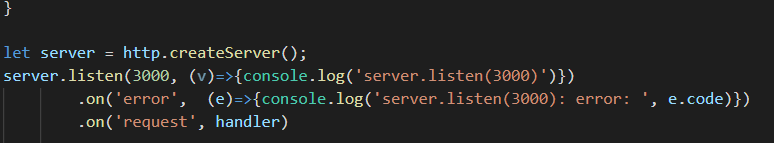 }
let server = http.createServer();
server.listen(3000, (v)=>{console.log('server.listen(3000)')})
.on('error',  (e)=>{console.log('server.listen(3000): error: ', e.code)})
.on('request', handler)